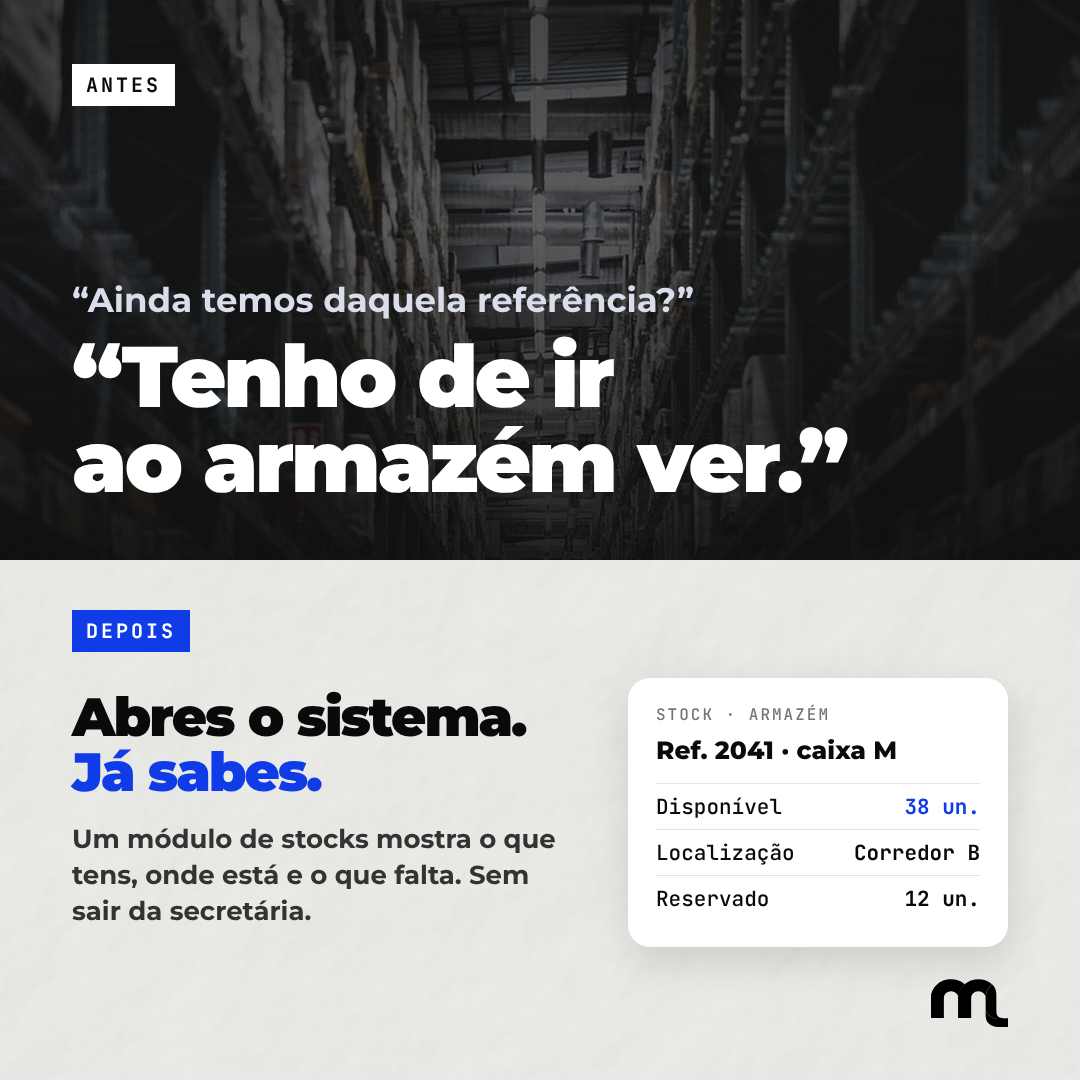 ANTES
“Ainda temos daquela referência?”
“Tenho de ir
ao armazém ver.”
DEPOIS
Abres o sistema.
Já sabes.
Um módulo de stocks mostra o que
tens, onde está e o que falta. Sem
sair da secretária.
STOCK · ARMAZÉM
Ref. 2041 · caixa M
Disponível 38 un.
Localização Corredor B
Reservado 12 un.
m